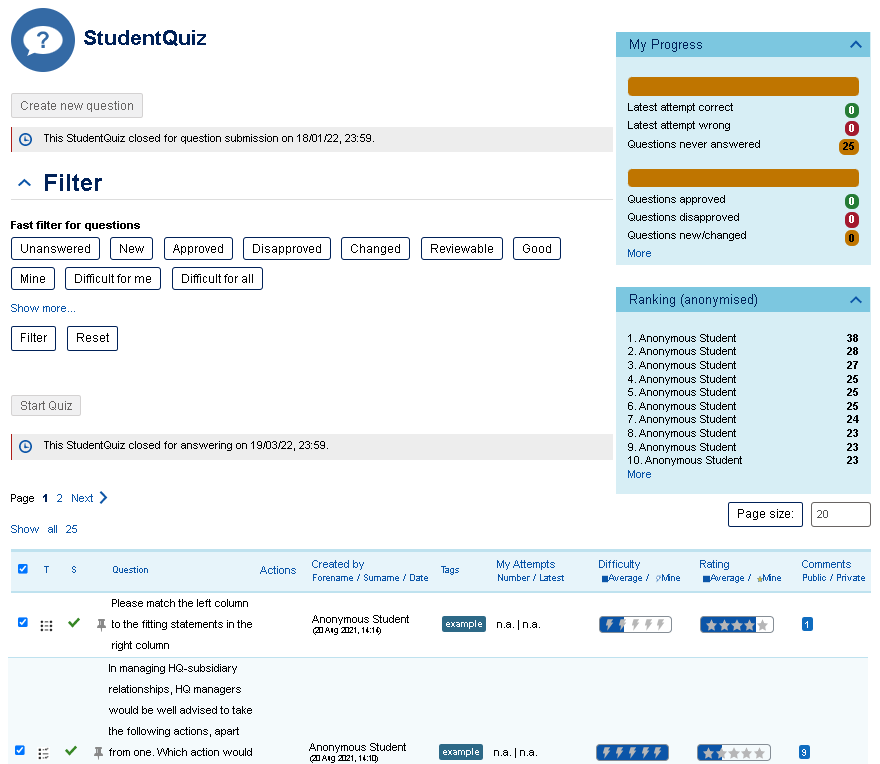 StudentQuiz
Create new question
This StudentQuiz closed for question submission on 18/01/22, 23:59.
Filter
Fast filter for questions
Unanswered New Approved Disapproved Changed Reviewable Good
Mine Difficult for me Difficult for all
Show more...
Filter Reset
Start Quiz
This StudentQuiz closed for answering on 19/03/22, 23:59.
My Progress
Latest attempt correct 0
Latest attempt wrong 0
Questions never answered 25
Questions approved 0
Questions disapproved 0
Questions new/changed 0
More
Ranking (anonymised)
1. Anonymous Student 38
2. Anonymous Student 28
3. Anonymous Student 27
4. Anonymous Student 25
5. Anonymous Student 25
6. Anonymous Student 25
7. Anonymous Student 24
8. Anonymous Student 23
9. Anonymous Student 23
10. Anonymous Student 23
More
Page 1 2 Next
Page size: 20
Show all 25
T S Question Actions Created by Tags My Attempts Difficulty Rating Comments
Forename / Surname / Date Number / Latest Average / Mine Average / Mine Public / Private
Please match the left column
to the fitting statements in the
right column
Anonymous Student
(20 Aug 2021, 14:14)
example n.a. | n.a. 1
In managing HQ-subsidiary
relationships, HQ managers
would be well advised to take
the following actions, apart
from one. Which action would
Anonymous Student
(20 Aug 2021, 14:10)
example n.a. | n.a. 9